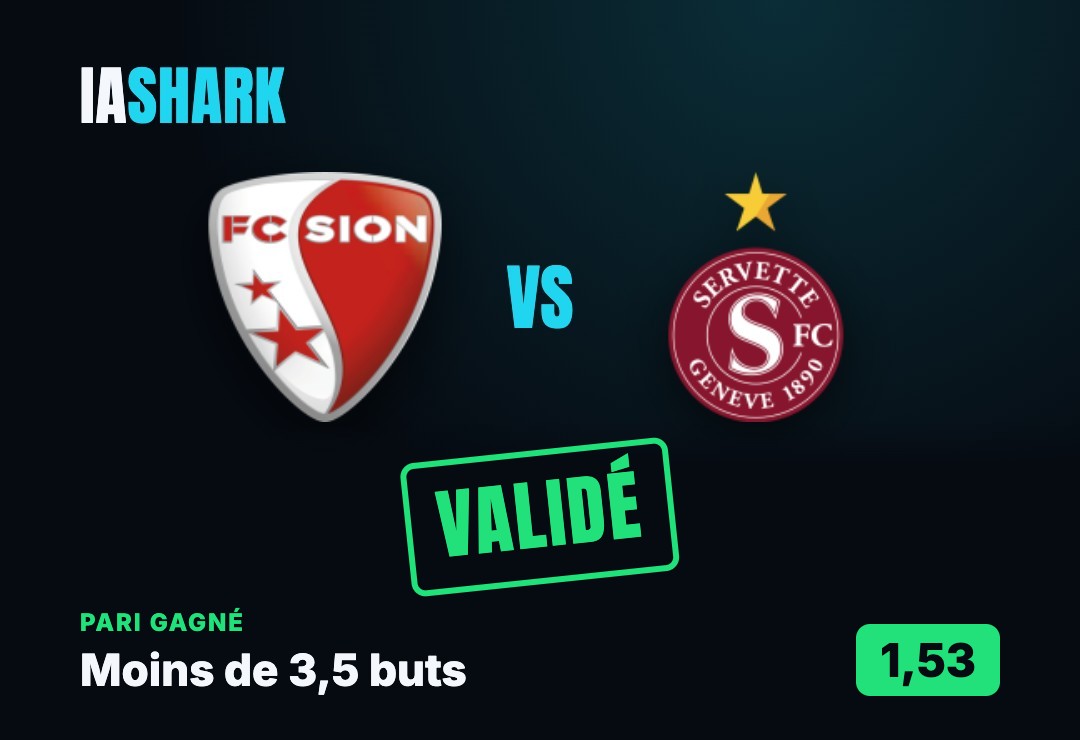 IASHARK
FC SION
VS
SERVETTE
S FC
GENEVE 1890
VALIDÉ
PARI GAGNÉ
Moins de 3,5 buts
1,53